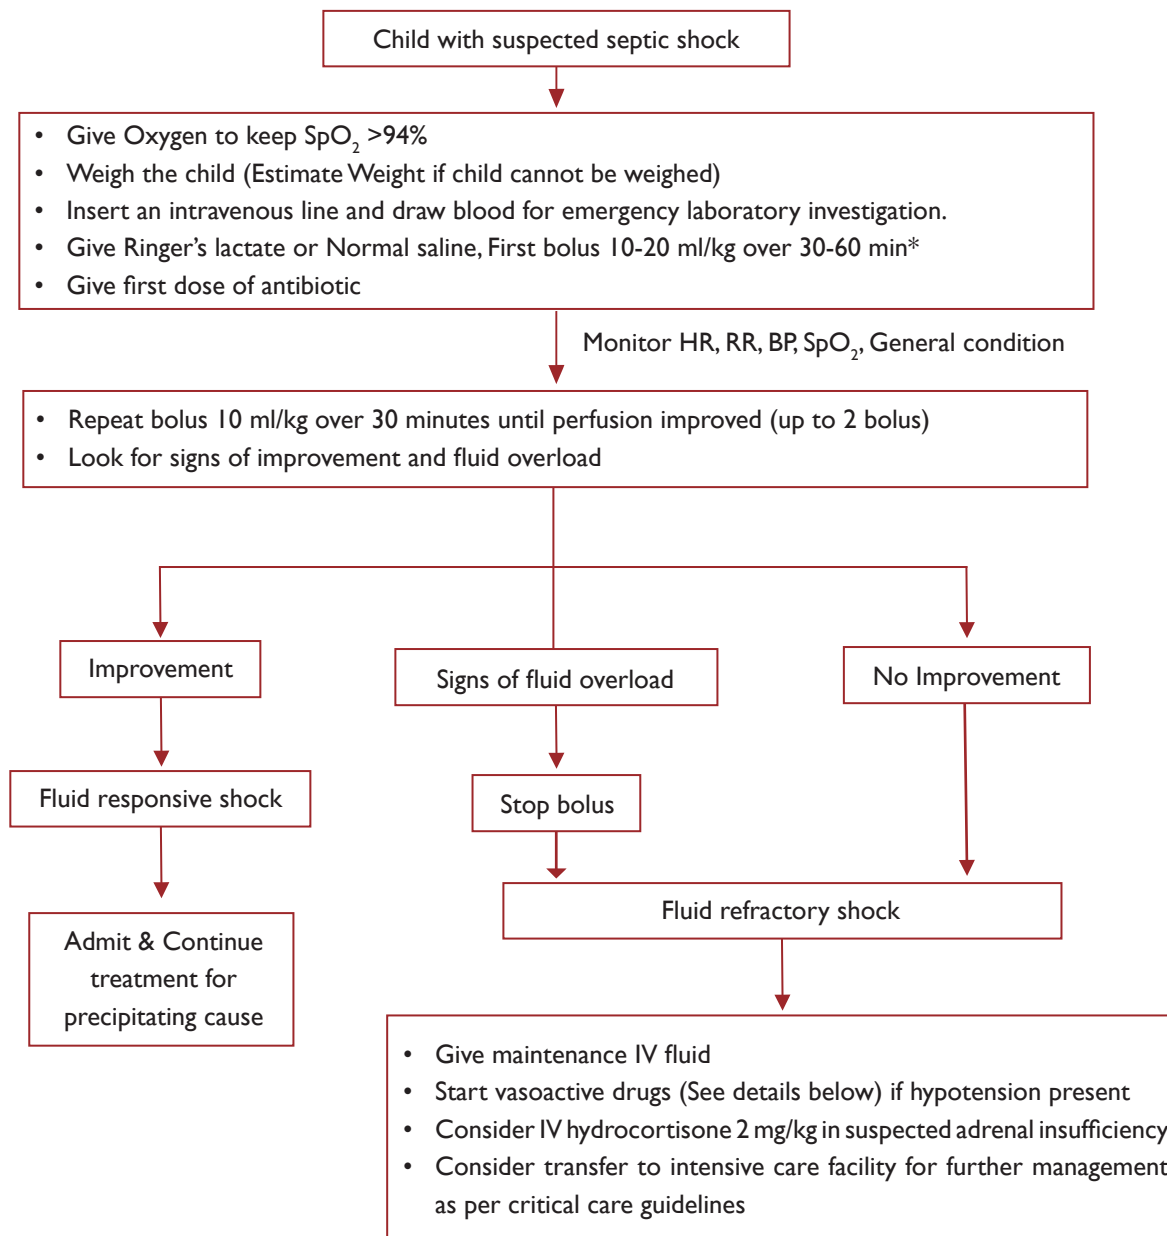 Child with suspected septic shock
• Give Oxygen to keep SpO₂ >94%
• Weigh the child (Estimate Weight if child cannot be weighed)
• Insert an intravenous line and draw blood for emergency laboratory investigation.
• Give Ringer's lactate or Normal saline, First bolus 10-20 ml/kg over 30-60 min*
• Give first dose of antibiotic
Monitor HR, RR, BP, SpO₂, General condition
• Repeat bolus 10 ml/kg over 30 minutes until perfusion improved (up to 2 bolus)
• Look for signs of improvement and fluid overload
Improvement
Signs of fluid overload
No Improvement
Fluid responsive shock
Stop bolus
Fluid refractory shock
Admit & Continue
treatment for
precipitating cause
• Give maintenance IV fluid
• Start vasoactive drugs (See details below) if hypotension present
• Consider IV hydrocortisone 2 mg/kg in suspected adrenal insufficiency
• Consider transfer to intensive care facility for further management
as per critical care guidelines